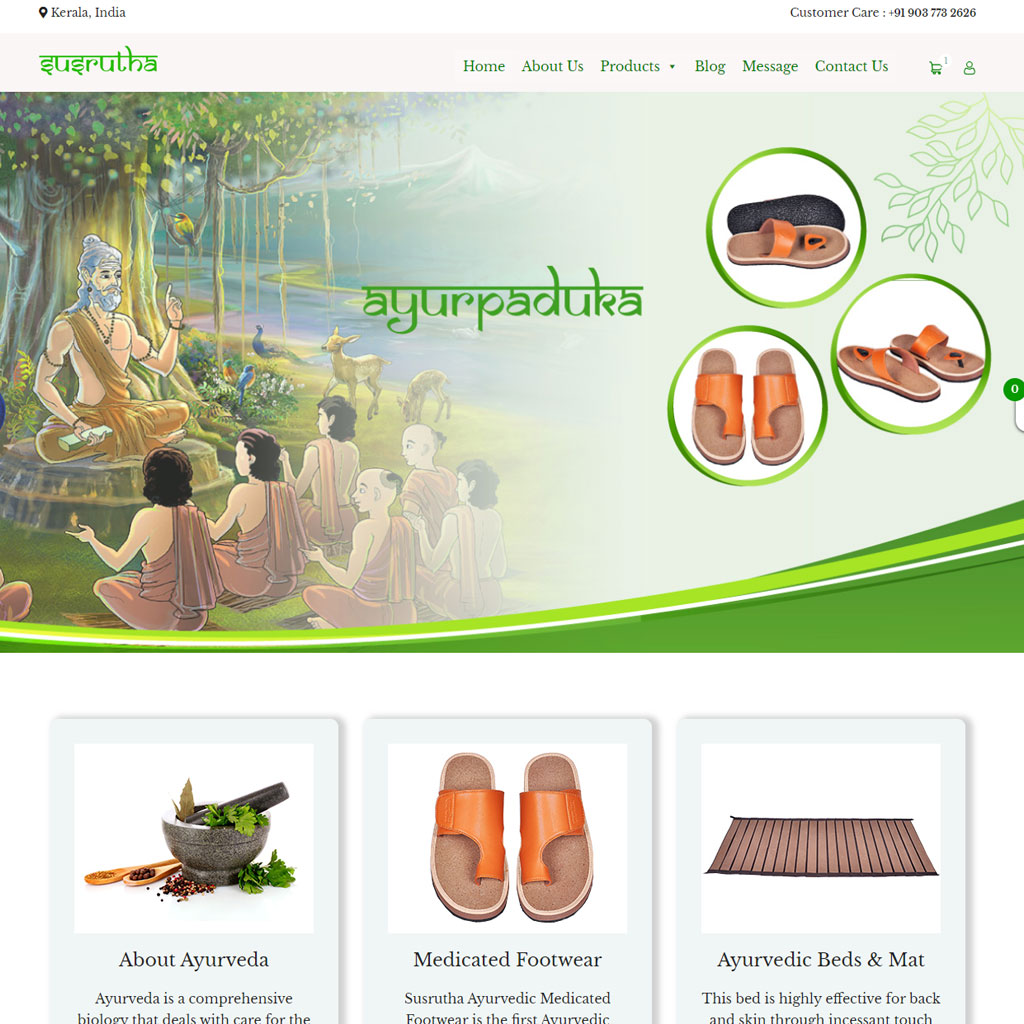 Kerala, India
Customer Care : +91 903 773 2626
susrutha
Home About Us Products Blog Message Contact Us
1
ayurpaduka
0
About Ayurveda
Medicated Footwear
Ayurvedic Beds & Mat
Ayurveda is a comprehensive
biology that deals with care for the
Susrutha Ayurvedic Medicated
Footwear is the first Ayurvedic
This bed is highly effective for back
and skin through incessant touch